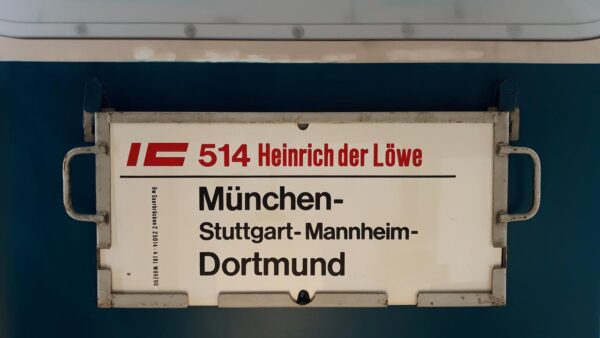 IC 514 Heinrich der Löwe
München-
Stuttgart-Mannheim-
Dortmund